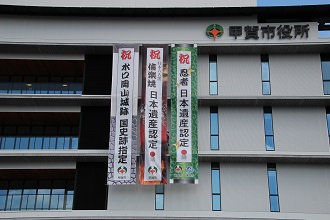 甲賀市役所
祝
水口岡山城跡 国史跡指定
祝
信楽焼 日本遺産認定
祝
忍者 日本遺産認定